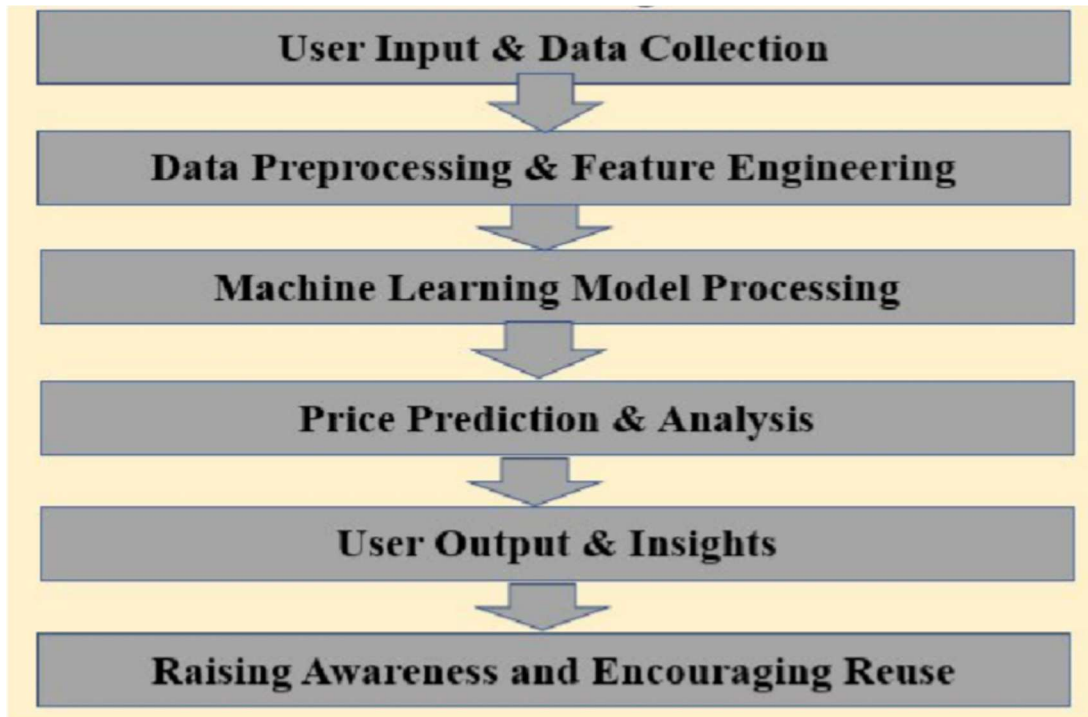 User Input & Data Collection
Data Preprocessing & Feature Engineering
Machine Learning Model Processing
Price Prediction & Analysis
User Output & Insights
Raising Awareness and Encouraging Reuse